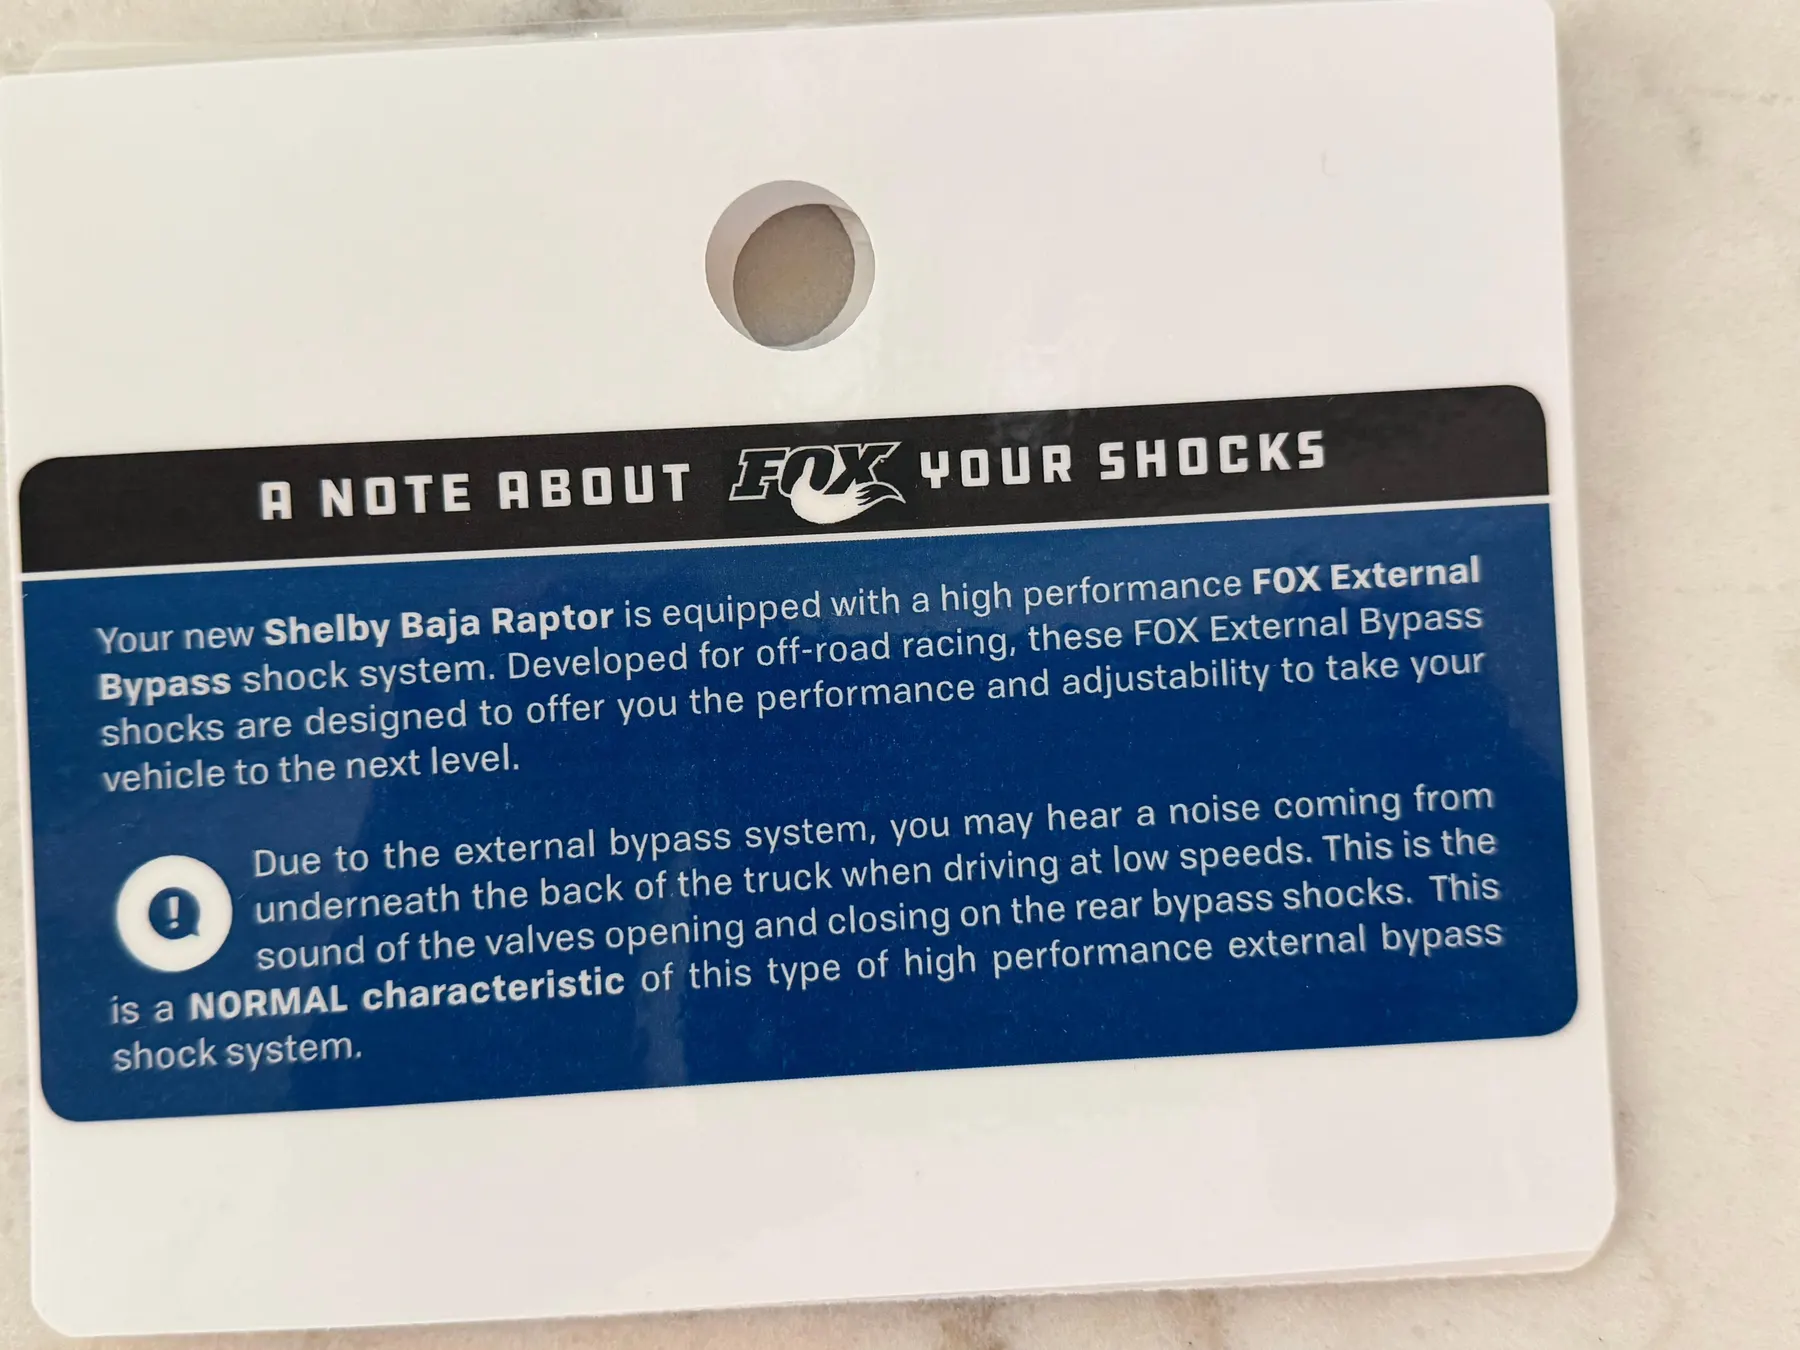 A NOTE ABOUT FOX YOUR SHOCKS
Your new Shelby Baja Raptor is equipped with a high performance FOX External
Bypass shock system. Developed for off-road racing, these FOX External Bypass
shocks are designed to offer you the performance and adjustability to take your
vehicle to the next level.
Due to the external bypass system, you may hear a noise coming from
underneath the back of the truck when driving at low speeds. This is the
sound of the valves opening and closing on the rear bypass shocks. This
is a NORMAL characteristic of this type of high performance external bypass
shock system.